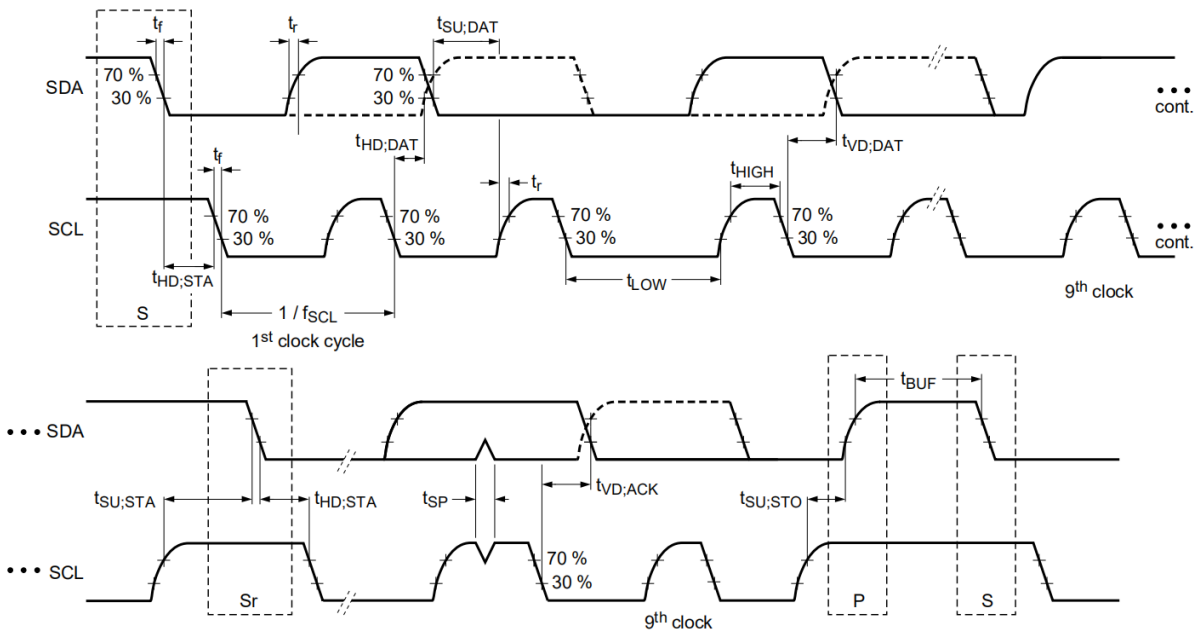 tf
tr
tSU;DAT
SDA
70 %
30 %
70 %
30 %
cont.
tHD;DAT
tVD;DAT
tf
tr
tHIGH
SCL
70 %
30 %
70 %
30 %
70 %
30 %
70 %
30 %
cont.
tHD;STA
tLOW
S
1 / fSCL
9th clock
1st clock cycle
tBUF
SDA
tSU;STA
tHD;STA
tSP
tVD;ACK
tSU;STO
SCL
70 %
30 %
Sr
P
S
9th clock